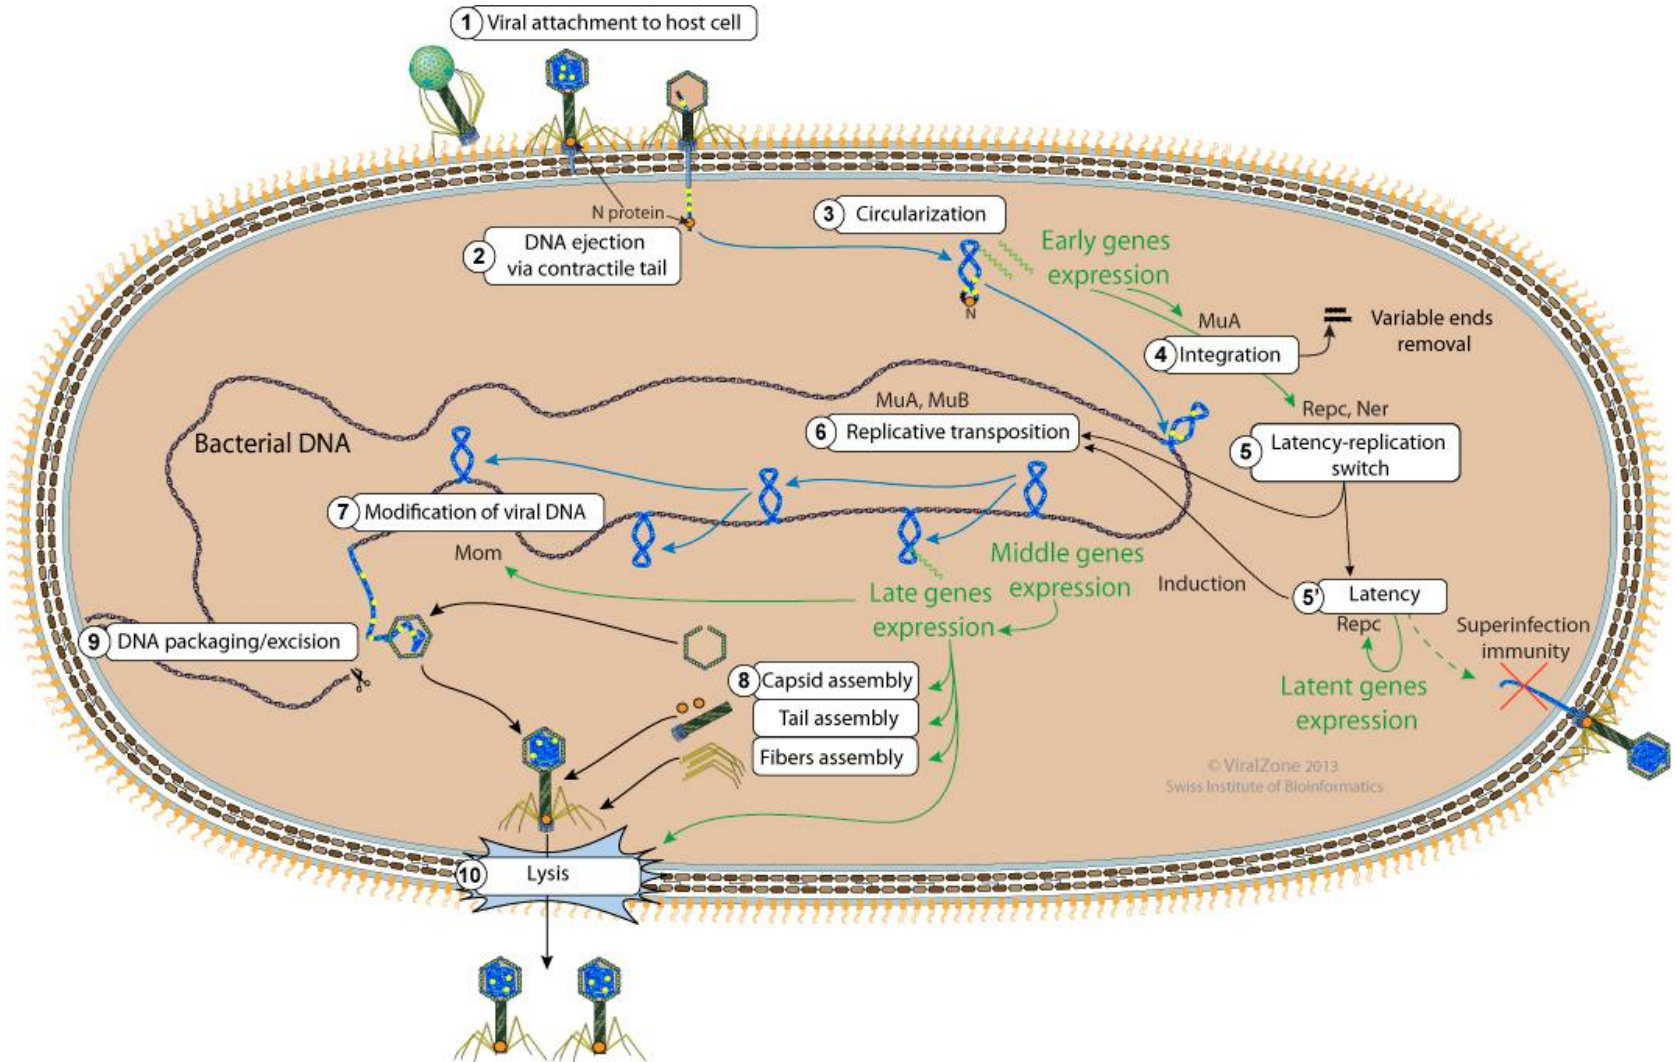 1 Viral attachment to host cell
N protein
2 DNA ejection
via contractile tail
3 Circularization
N
Early genes
expression
MuA
4 Integration
Variable ends
removal
Repc, Ner
5 Latency-replication
switch
MuA, MuB
6 Replicative transposition
Bacterial DNA
7 Modification of viral DNA
Mom
Middle genes
expression
Late genes
expression
Induction
5' Latency
Repc
Superinfection
immunity
Latent genes
expression
9 DNA packaging/excision
8 Capsid assembly
Tail assembly
Fibers assembly
© ViralZone 2013
Swiss Institute of Bioinformatics
10 Lysis